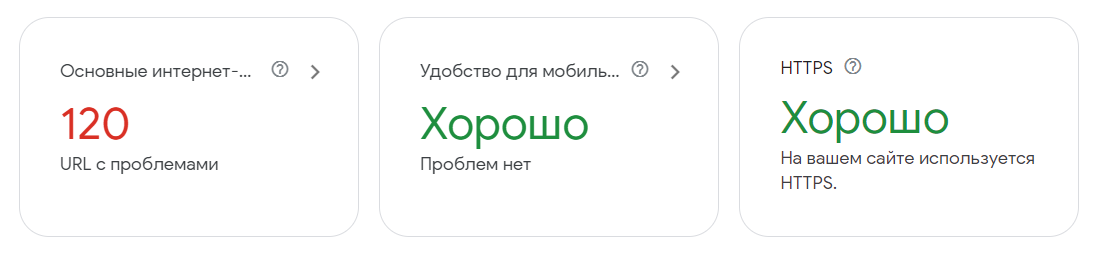 Основные интернет-...
120
URL с проблемами
Удобство для мобиль...
Хорошо
Проблем нет
HTTPS
Хорошо
На вашем сайте используется
HTTPS.